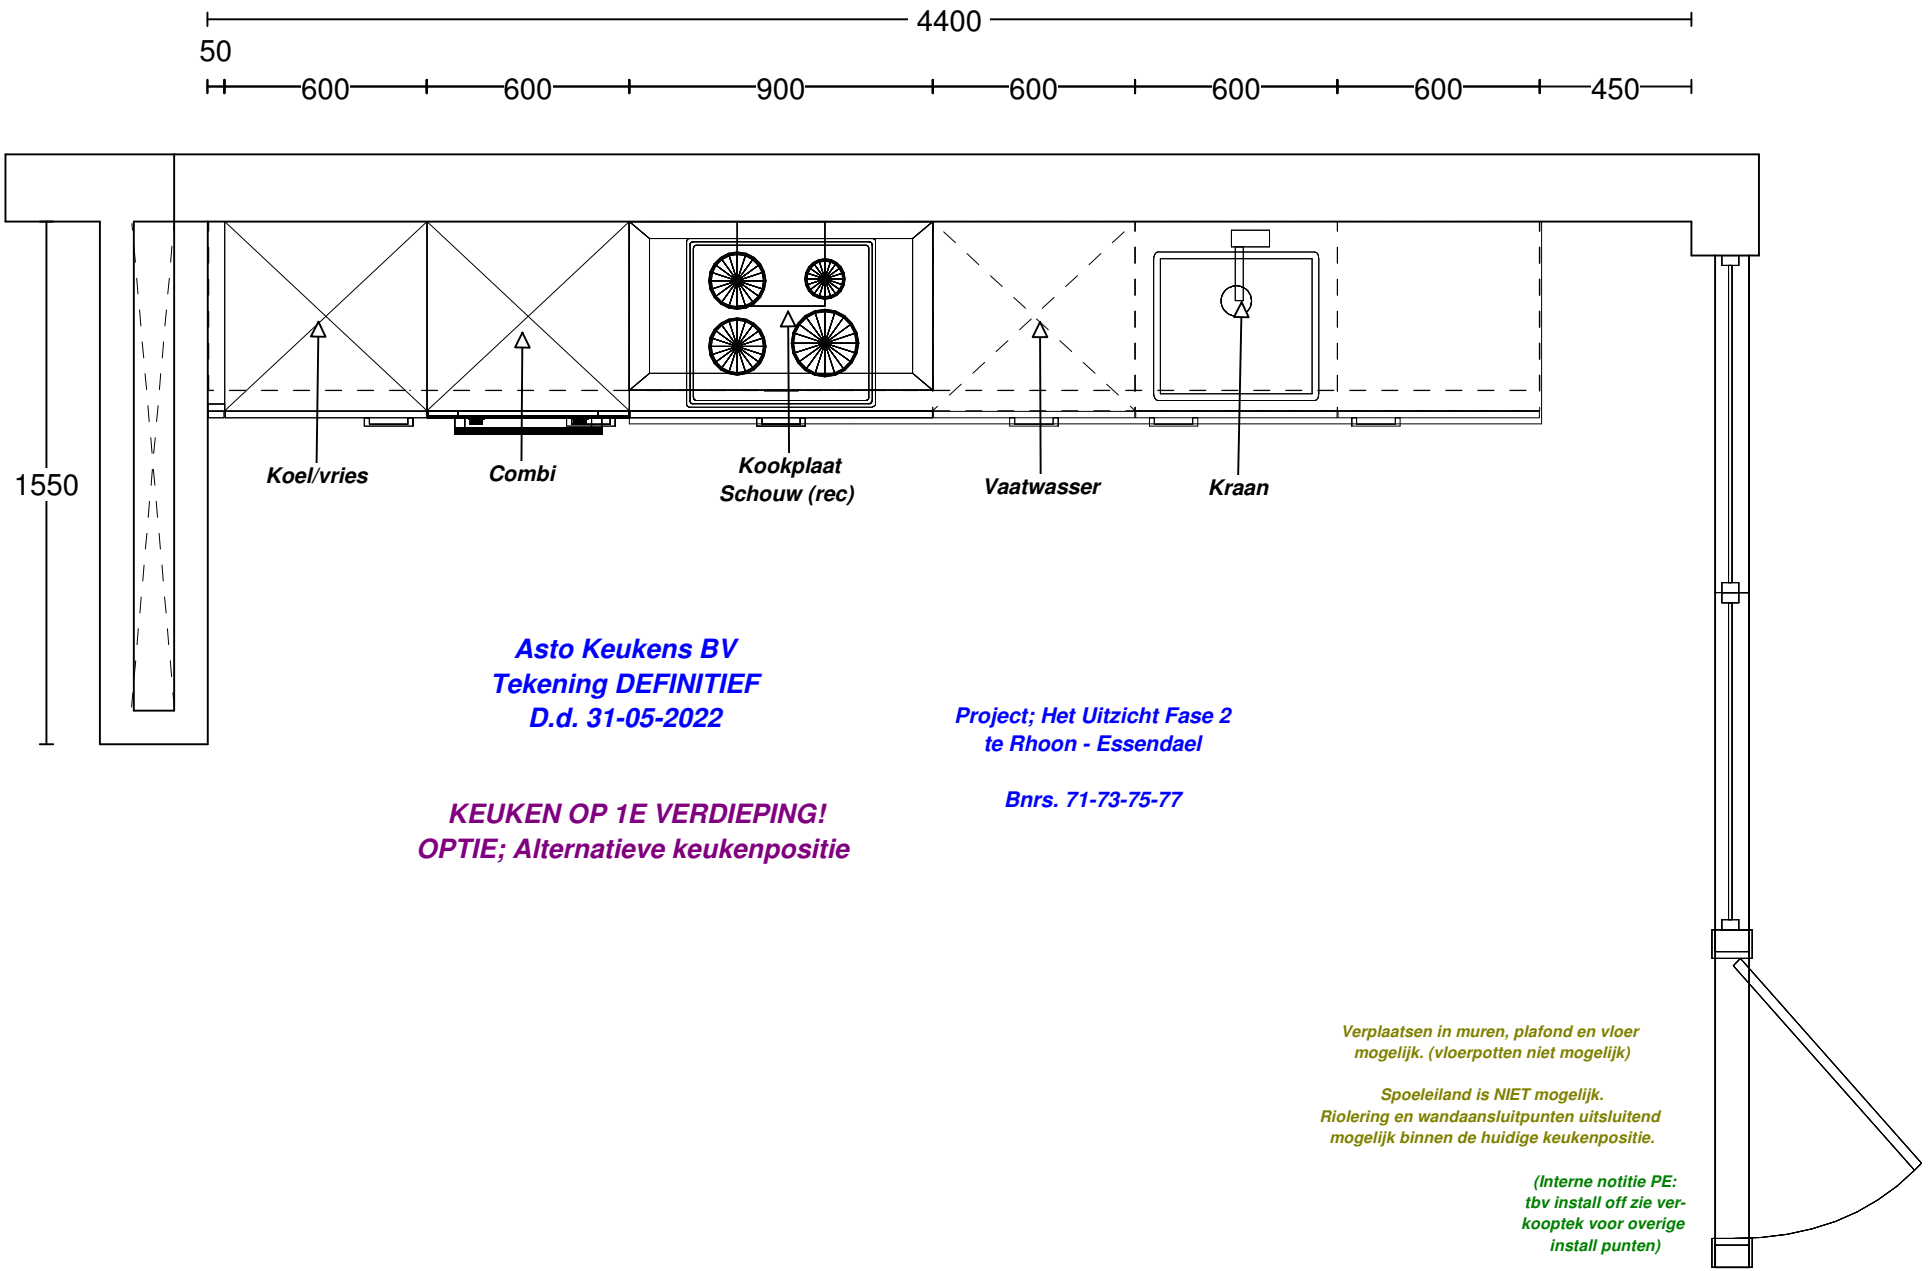 4400
50
600 600 900 600 600 600 450
1550
Koel/vries
Combi
Kookplaat
Schouw (rec)
Vaatwasser
Kraan
Asto Keukens BV
Tekening DEFINITIEF
D.d. 31-05-2022
Project; Het Uitzicht Fase 2
te Rhoon - Essendael
Bnrs. 71-73-75-77
KEUKEN OP 1E VERDIEPING!
OPTIE; Alternatieve keukenpositie
Verplaatsen in muren, plafond en vloer
mogelijk. (vloerpotten niet mogelijk)
Spoeleiland is NIET mogelijk.
Riolering en wandaansluitpunten uitsluitend
mogelijk binnen de huidige keukenpositie.
(Interne notitie PE:
tbv install off zie ver-
kooptek voor overige
install punten)